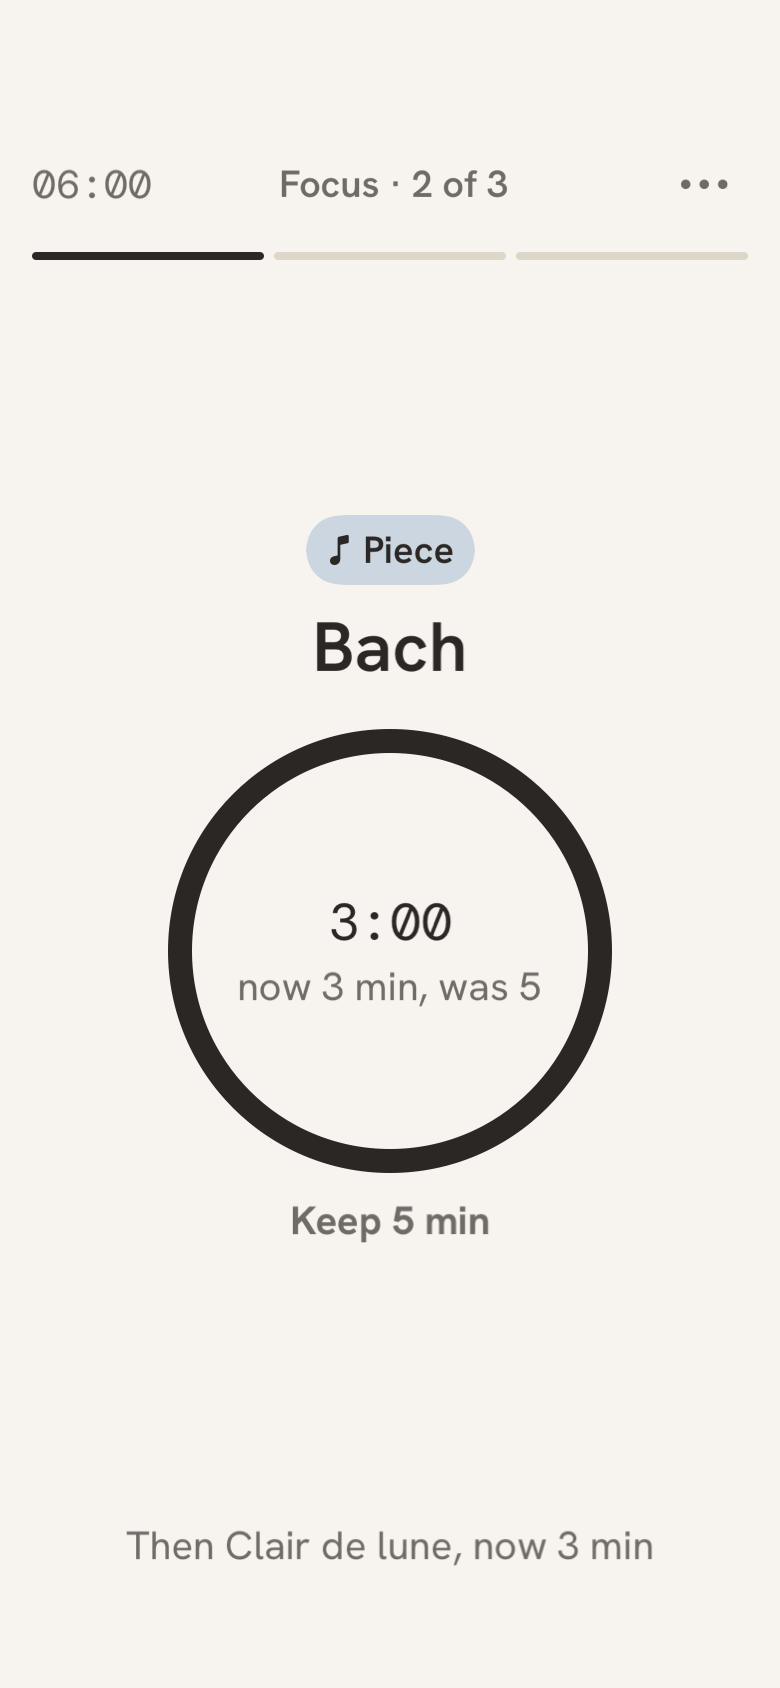 06:00
Focus · 2 of 3
Piece
Bach
3:00
now 3 min, was 5
Keep 5 min
Then Clair de lune, now 3 min